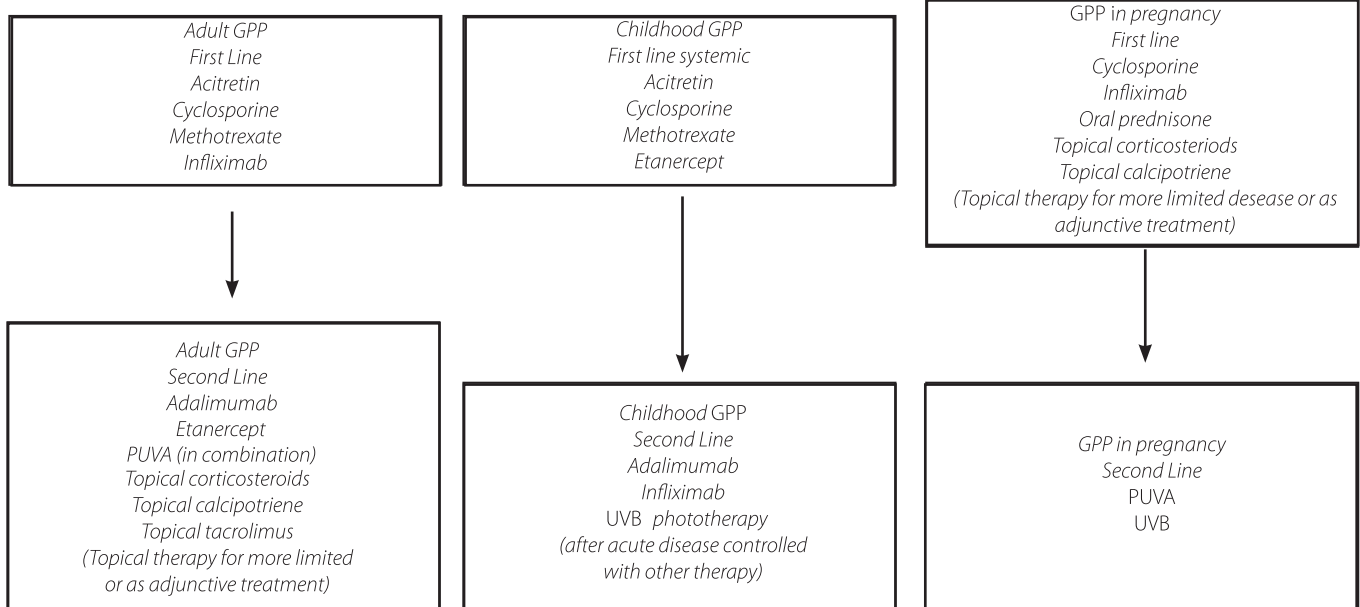 Adult GPP
First Line
Acitretin
Cyclosporine
Methotrexate
Infliximab
Childhood GPP
First line systemic
Acitretin
Cyclosporine
Methotrexate
Etanercept
GPP in pregnancy
First line
Cyclosporine
Infliximab
Oral prednisone
Topical corticosteriods
Topical calcipotriene
(Topical therapy for more limited desease or as
adjunctive treatment)
Adult GPP
Second Line
Adalimumab
Etanercept
PUVA (in combination)
Topical corticosteroids
Topical calcipotriene
Topical tacrolimus
(Topical therapy for more limited
or as adjunctive treatment)
Childhood GPP
Second Line
Adalimumab
Infliximab
UVB phototherapy
(after acute disease controlled
with other therapy)
GPP in pregnancy
Second Line
PUVA
UVB